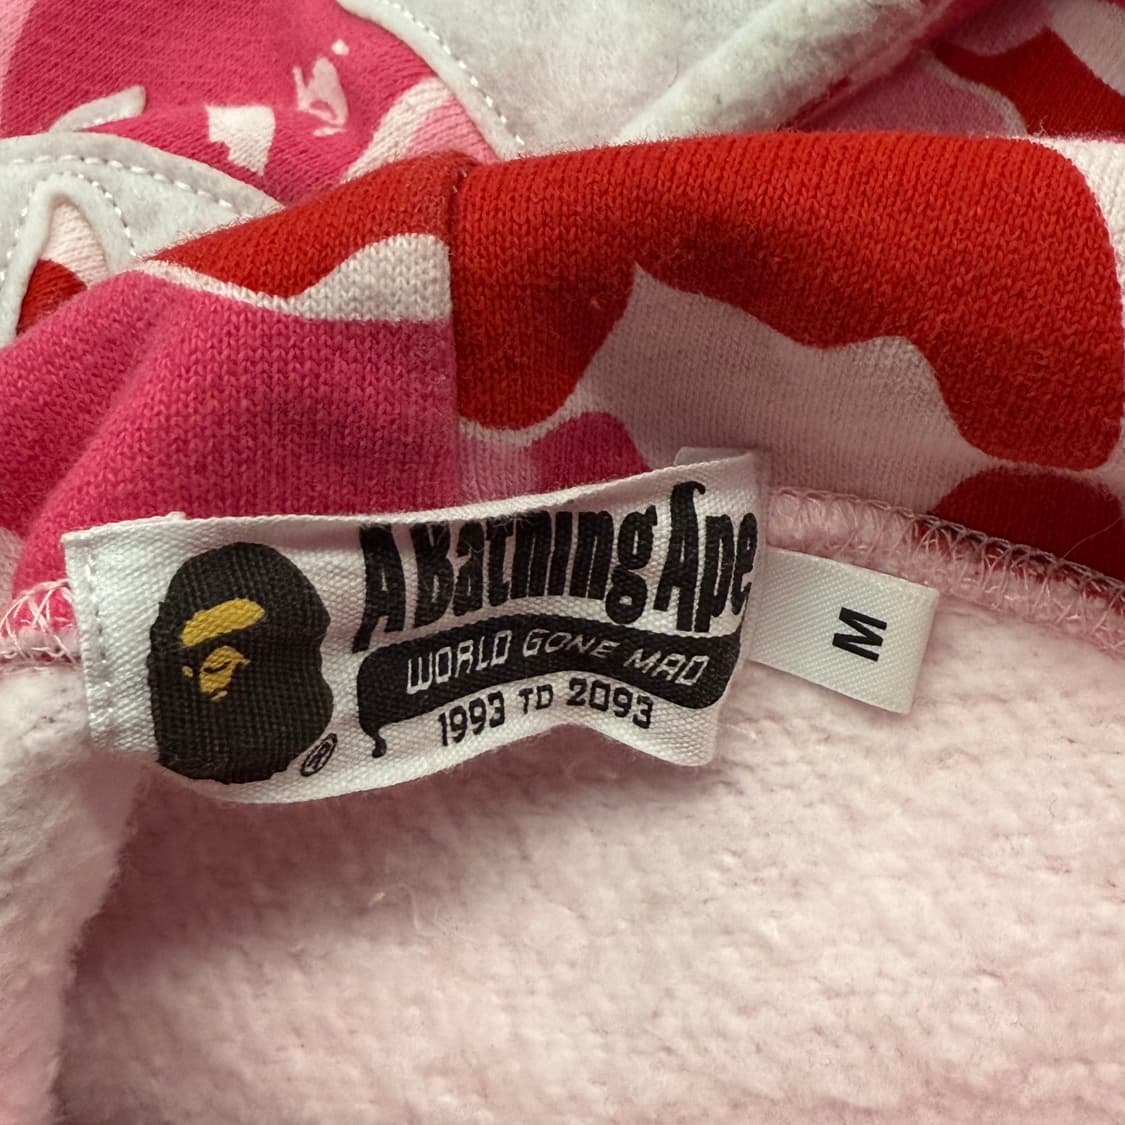 A Bathing Ape
WORLD GONE MAD
1993 TO 2093
®
M